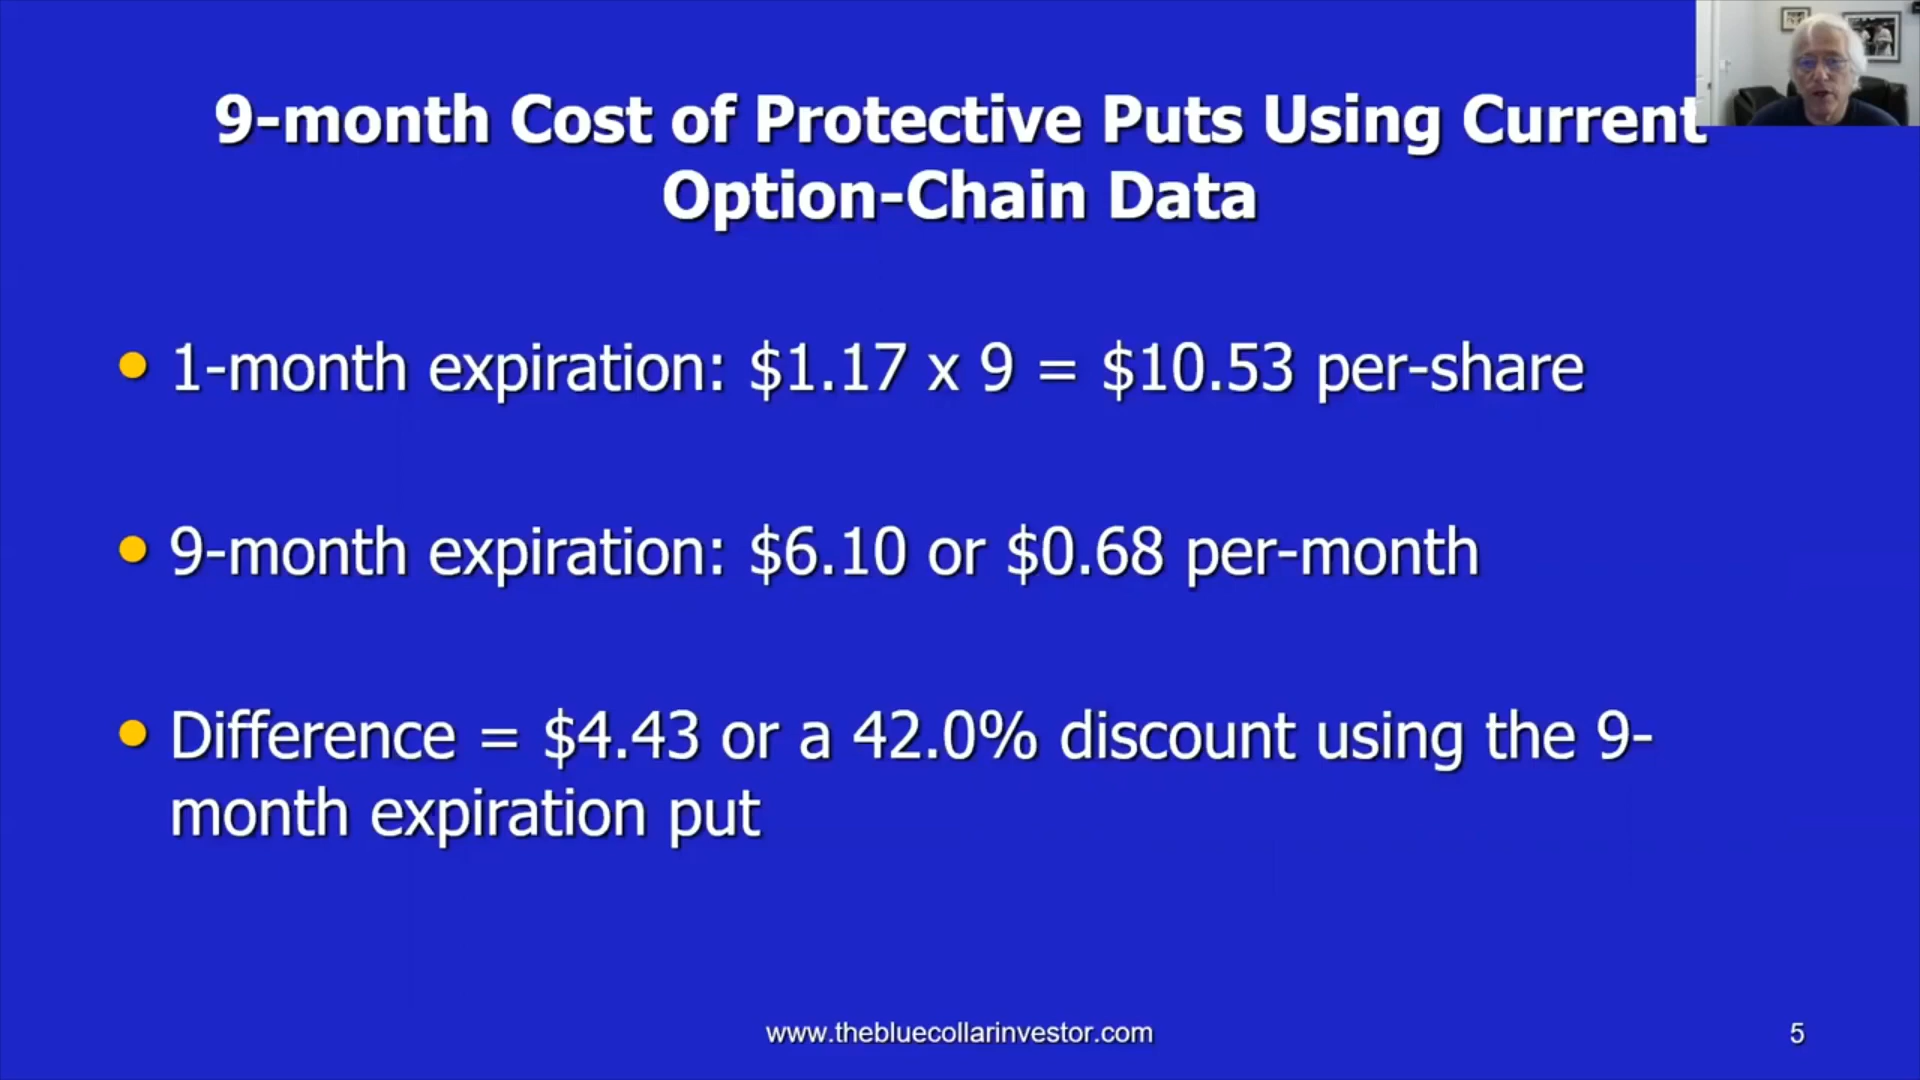 9-month Cost of Protective Puts Using Current
Option-Chain Data
1-month expiration: $1.17 x 9 = $10.53 per-share
9-month expiration: $6.10 or $0.68 per-month
Difference = $4.43 or a 42.0% discount using the 9-
month expiration put
www.thebluecollarinvestor.com
5